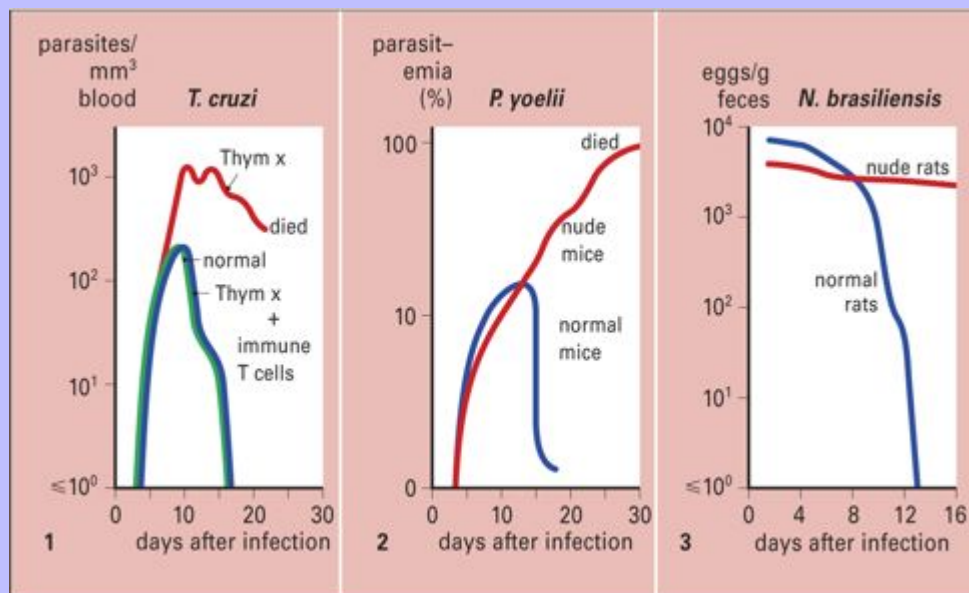 parasites/
mm³
blood
T. cruzi
10³
10²
10¹
≤10⁰
Thym x
died
normal
Thym x
+
immune
T cells
0 10 20 30
1 days after infection
parasit–
emia
(%)
P. yoelii
100
10
0
died
nude
mice
normal
mice
0 10 20 30
2 days after infection
eggs/g
feces
N. brasiliensis
10⁴
10³
10²
10¹
≤10⁰
nude rats
normal
rats
0 4 8 12 16
3 days after infection